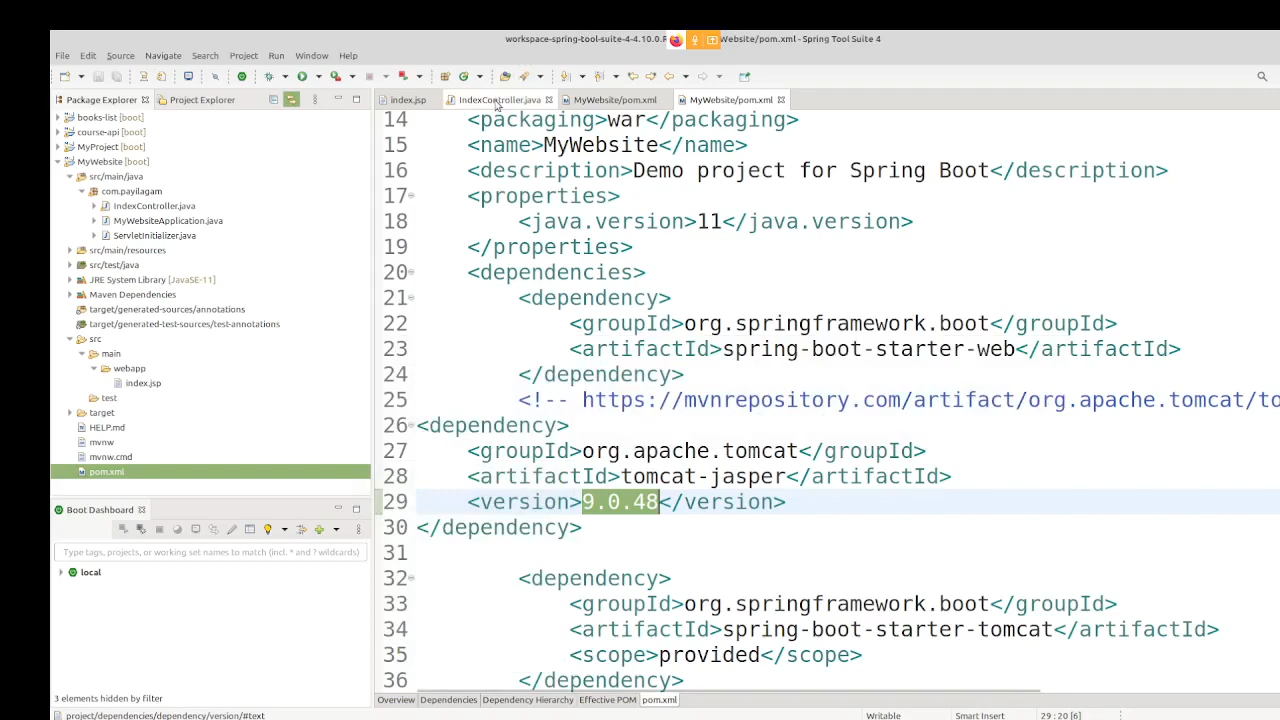 workspace-spring-tool-suite-4-4.10.0.R Website/pom.xml - Spring Tool Suite 4
File Edit Source Navigate Search Project Run Window Help
Package Explorer Project Explorer
index.jsp IndexController.java MyWebsite/pom.xml MyWebsite/pom.xml
books-list [boot]
course-api [boot]
MyProject [boot]
MyWebsite [boot]
src/main/java
com.payilagam
IndexController.java
MyWebsiteApplication.java
ServletInitializer.java
src/main/resources
src/test/java
JRE System Library [JavaSE-11]
Maven Dependencies
target/generated-sources/annotations
target/generated-test-sources/test-annotations
src
main
webapp
index.jsp
test
target
HELP.md
mvnw
mvnw.cmd
pom.xml
Boot Dashboard
Type tags, projects, or working set names to match (incl. * and ? wildcards)
local
3 elements hidden by filter
14 <packaging>war</packaging>
15 <name>MyWebsite</name>
16 <description>Demo project for Spring Boot</description>
17 <properties>
18 <java.version>11</java.version>
19 </properties>
20 <dependencies>
21 <dependency>
22 <groupId>org.springframework.boot</groupId>
23 <artifactId>spring-boot-starter-web</artifactId>
24 </dependency>
25 <!-- https://mvnrepository.com/artifact/org.apache.tomcat/to
26 <dependency>
27 <groupId>org.apache.tomcat</groupId>
28 <artifactId>tomcat-jasper</artifactId>
29 <version>9.0.48</version>
30 </dependency>
31
32 <dependency>
33 <groupId>org.springframework.boot</groupId>
34 <artifactId>spring-boot-starter-tomcat</artifactId>
35 <scope>provided</scope>
36 </dependency>
Overview Dependencies Dependency Hierarchy Effective POM pom.xml
project/dependencies/dependency/version/#text Writable Smart Insert 29 : 20 [6]